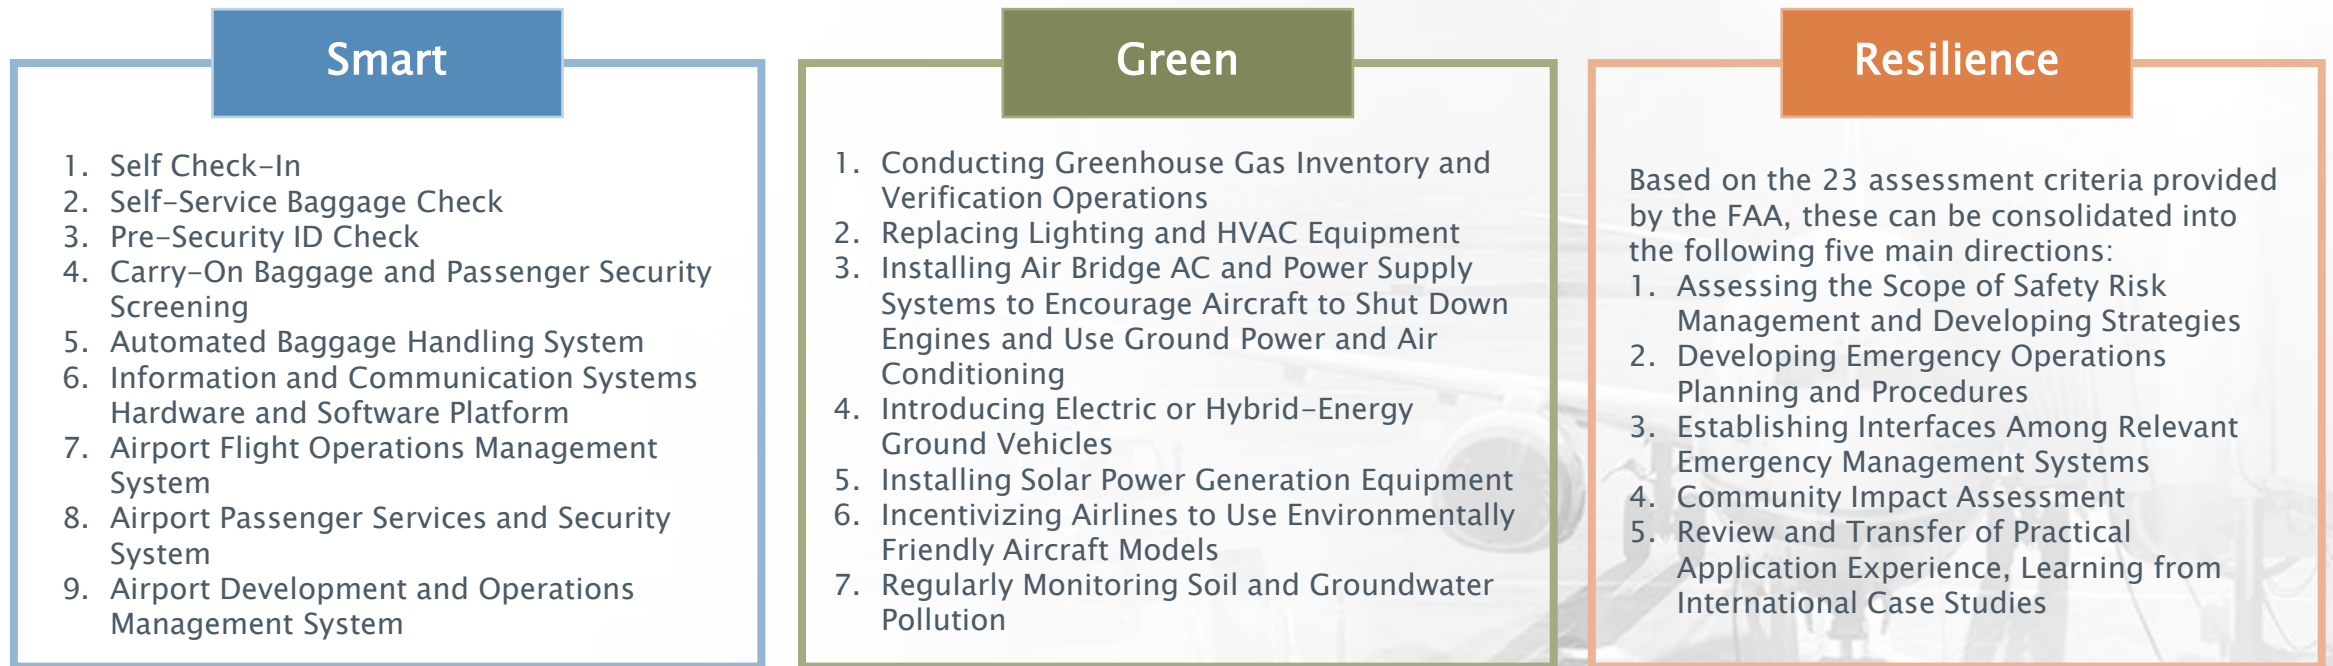 Smart
1. Self Check-In
2. Self-Service Baggage Check
3. Pre-Security ID Check
4. Carry-On Baggage and Passenger Security
Screening
5. Automated Baggage Handling System
6. Information and Communication Systems
Hardware and Software Platform
7. Airport Flight Operations Management
System
8. Airport Passenger Services and Security
System
9. Airport Development and Operations
Management System
Green
1. Conducting Greenhouse Gas Inventory and
Verification Operations
2. Replacing Lighting and HVAC Equipment
3. Installing Air Bridge AC and Power Supply
Systems to Encourage Aircraft to Shut Down
Engines and Use Ground Power and Air
Conditioning
4. Introducing Electric or Hybrid-Energy
Ground Vehicles
5. Installing Solar Power Generation Equipment
6. Incentivizing Airlines to Use Environmentally
Friendly Aircraft Models
7. Regularly Monitoring Soil and Groundwater
Pollution
Resilience
Based on the 23 assessment criteria provided
by the FAA, these can be consolidated into
the following five main directions:
1. Assessing the Scope of Safety Risk
Management and Developing Strategies
2. Developing Emergency Operations
Planning and Procedures
3. Establishing Interfaces Among Relevant
Emergency Management Systems
4. Community Impact Assessment
5. Review and Transfer of Practical
Application Experience, Learning from
International Case Studies